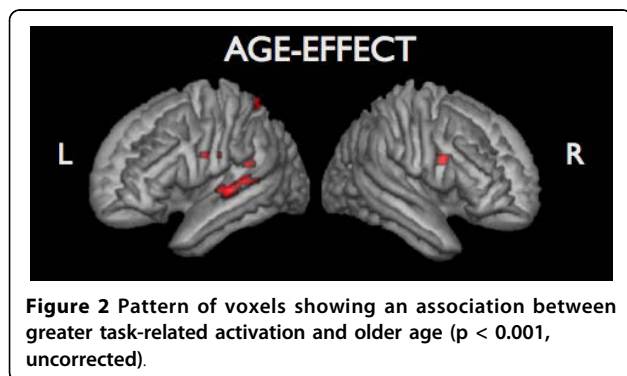 AGE-EFFECT
L
R
Figure 2 Pattern of voxels showing an association between
greater task-related activation and older age (p < 0.001,
uncorrected).